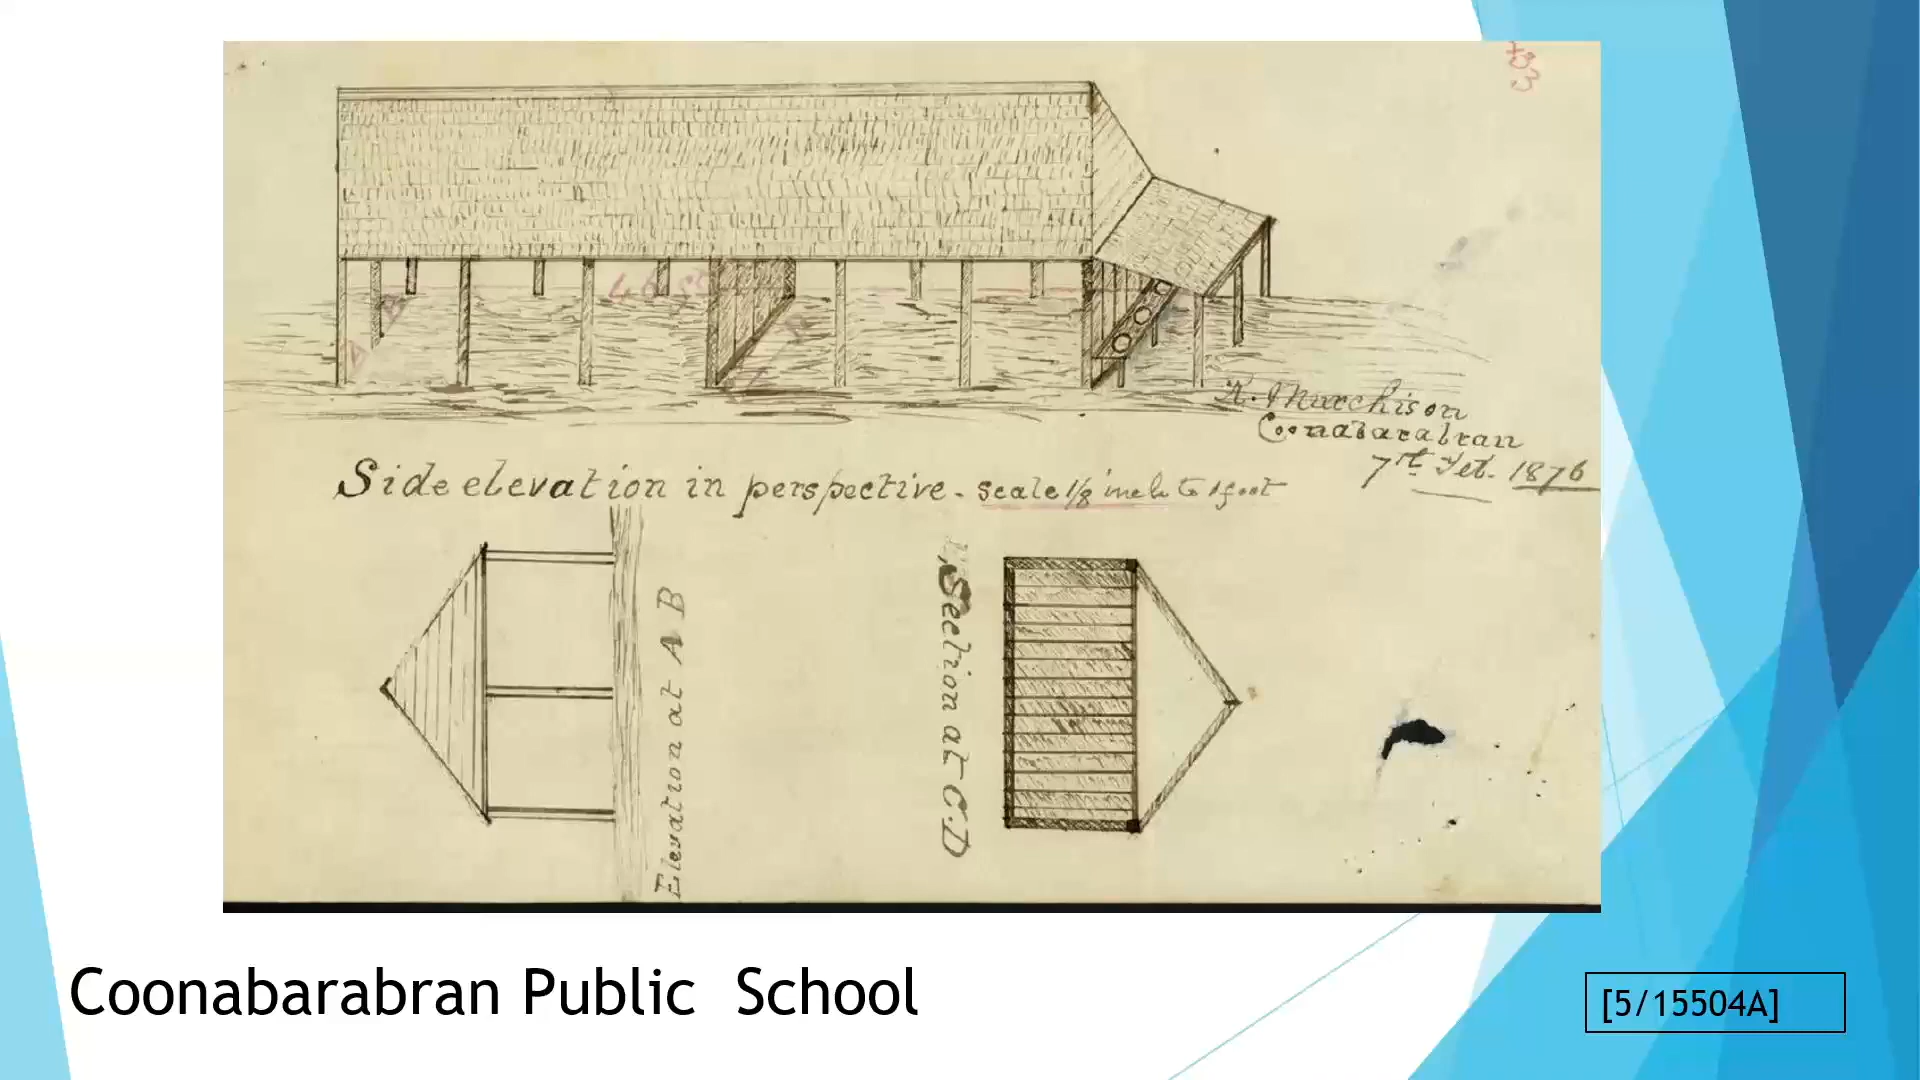 Murchison
Coonabarabran
7th Feb. 1876
Side elevation in perspective. scale 1/8 inch to 1 foot
Elevation at A B
Section at C.D
Coonabarabran Public School
[5/15504A]